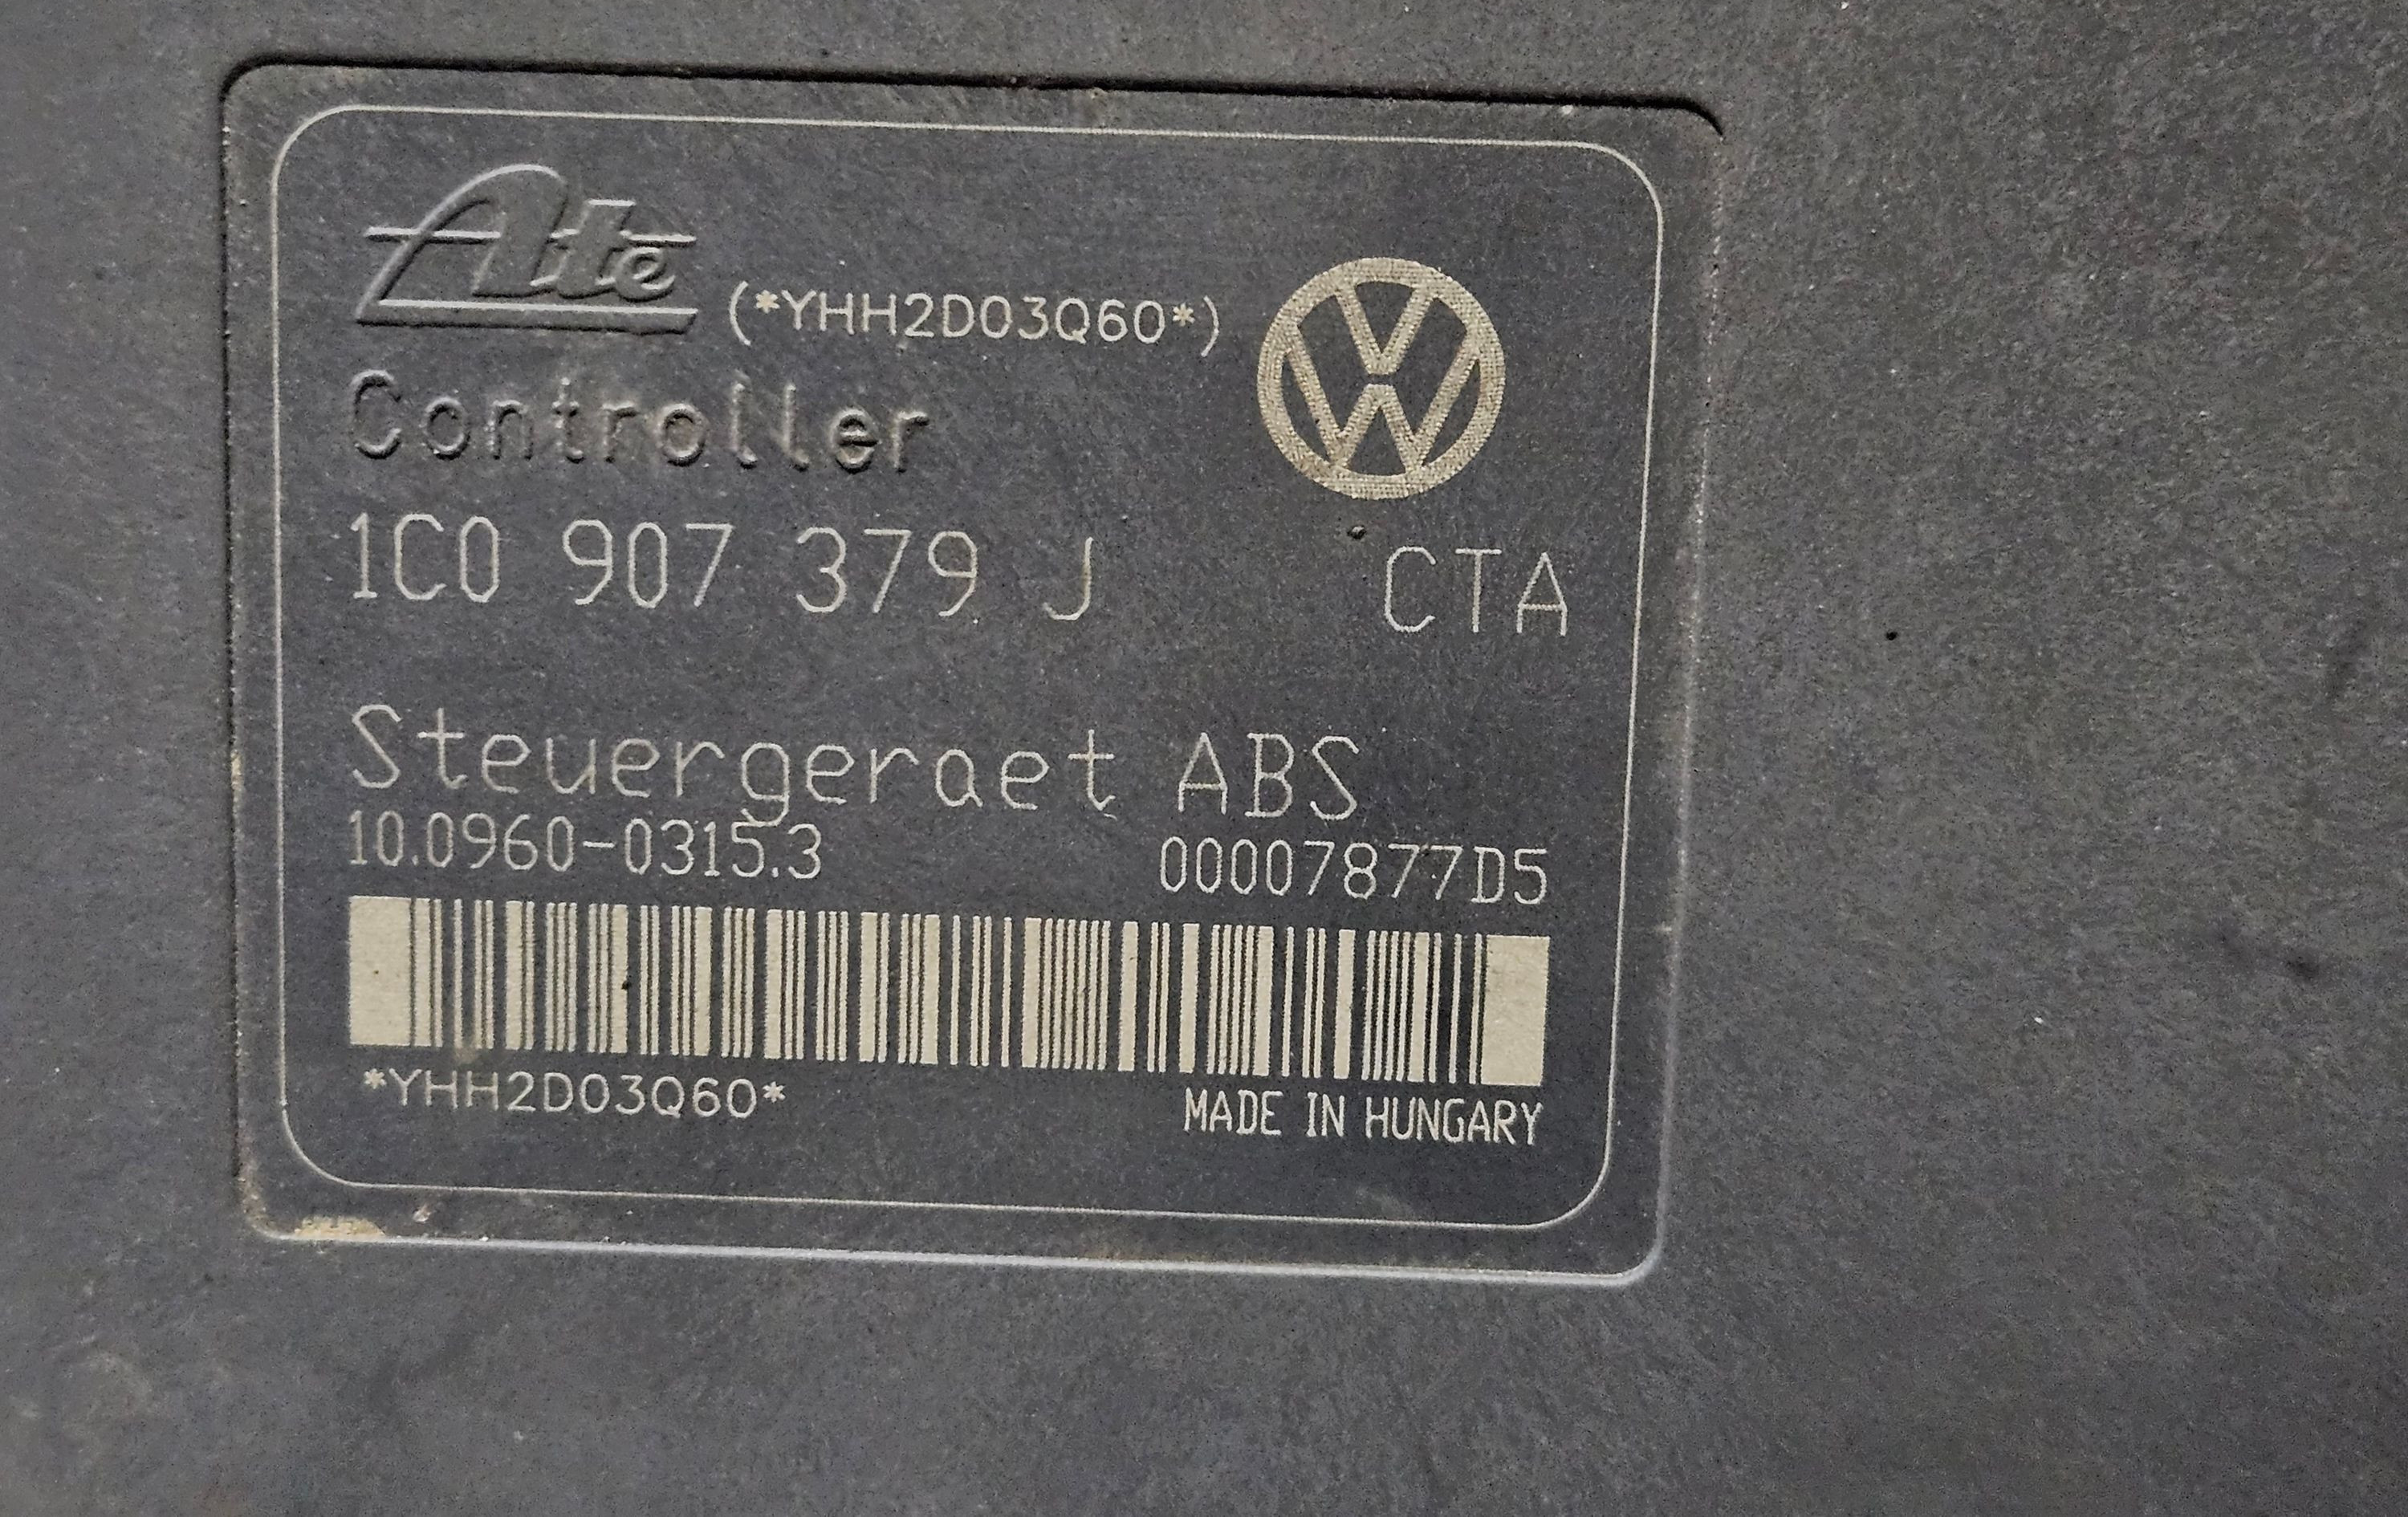 Ate (*YHH2D03Q60*)
Controller
1C0 907 379 J CTA
Steuergeraet ABS
10.0960-0315.3 00007877D5
*YHH2D03Q60* MADE IN HUNGARY